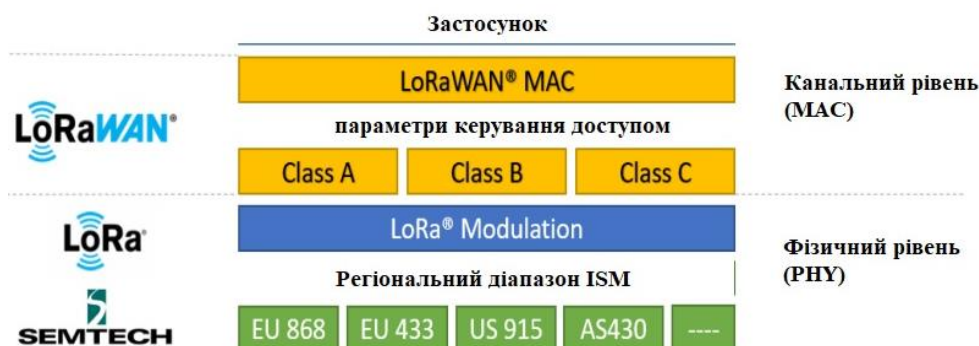 Застосунок
LoRaWAN® MAC
Канальний рівень
(MAC)
LoRaWAN®
параметри керування доступом
Class A Class B Class C
LoRa®
LoRa® Modulation
Фізичний рівень
(PHY)
Регіональний діапазон ISM
SEMTECH
EU 868 EU 433 US 915 AS430 ----